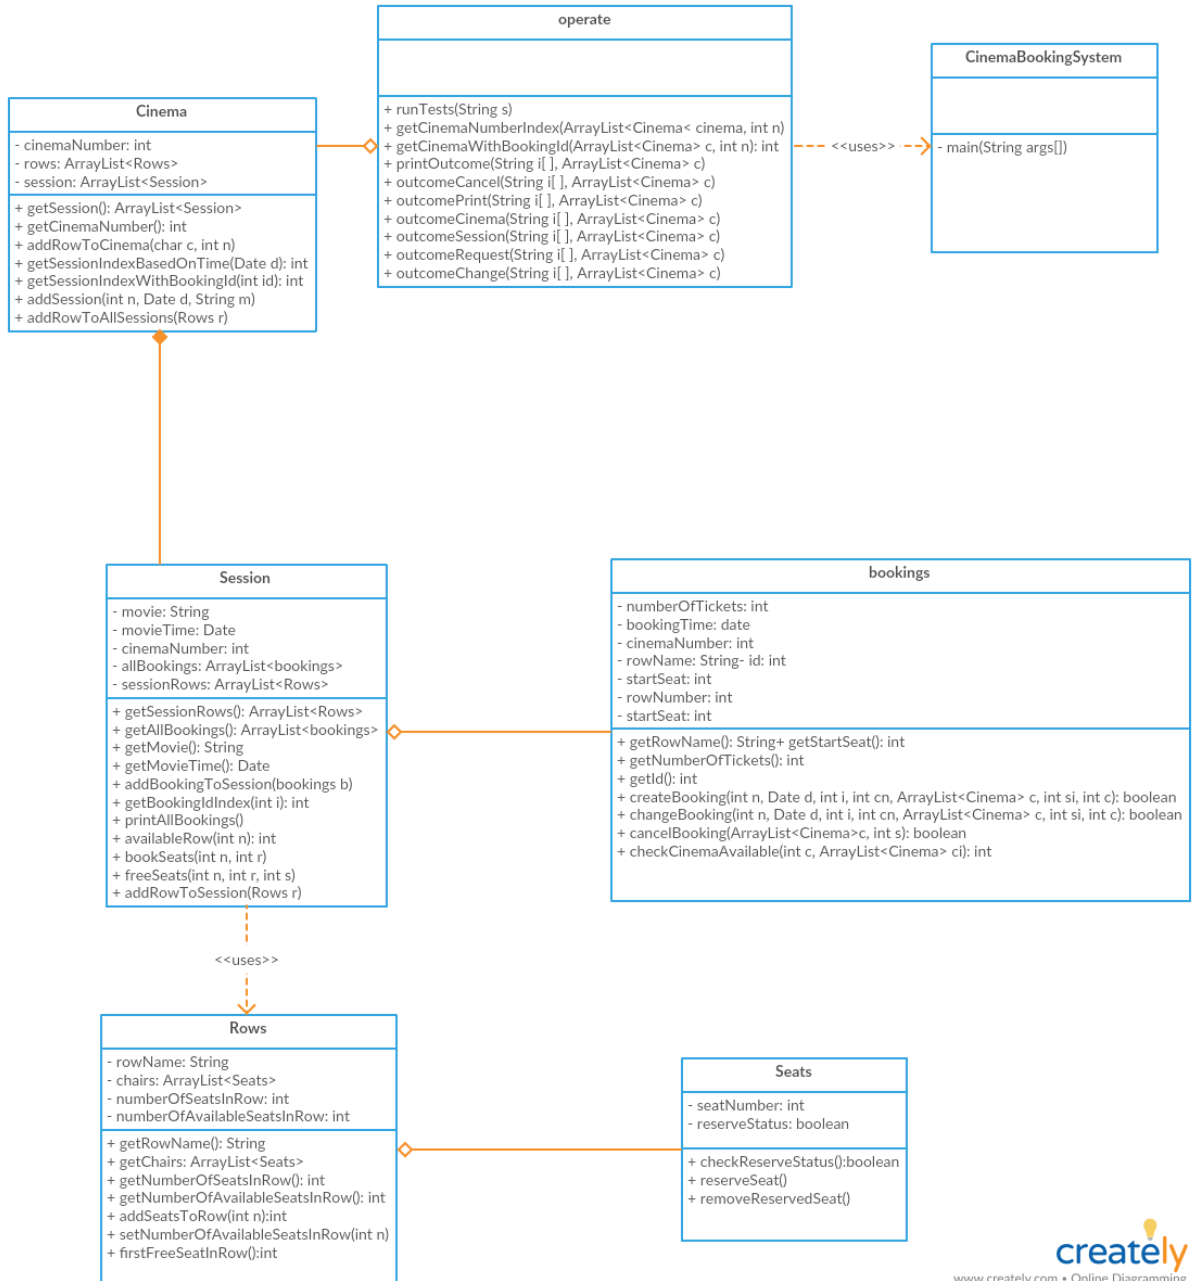 operate
+ runTests(String s)
+ getCinemaNumberIndex(ArrayList<Cinema< cinema, int n)
+ getCinemaWithBookingId(ArrayList<Cinema> c, int n): int
+ printOutcome(String i[ ], ArrayList<Cinema> c)
+ outcomeCancel(String i[ ], ArrayList<Cinema> c)
+ outcomePrint(String i[ ], ArrayList<Cinema> c)
+ outcomeCinema(String i[ ], ArrayList<Cinema> c)
+ outcomeSession(String i[ ], ArrayList<Cinema> c)
+ outcomeRequest(String i[ ], ArrayList<Cinema> c)
+ outcomeChange(String i[ ], ArrayList<Cinema> c)
<<uses>>
CinemaBookingSystem
- main(String args[])
Cinema
- cinemaNumber: int
- rows: ArrayList<Rows>
- session: ArrayList<Session>
+ getSession(): ArrayList<Session>
+ getCinemaNumber(): int
+ addRowToCinema(char c, int n)
+ getSessionIndexBasedOnTime(Date d): int
+ getSessionIndexWithBookingId(int id): int
+ addSession(int n, Date d, String m)
+ addRowToAllSessions(Rows r)
Session
- movie: String
- movieTime: Date
- cinemaNumber: int
- allBookings: ArrayList<bookings>
- sessionRows: ArrayList<Rows>
+ getSessionRows(): ArrayList<Rows>
+ getAllBookings(): ArrayList<bookings>
+ getMovie(): String
+ getMovieTime(): Date
+ addBookingToSession(bookings b)
+ getBookingIdIndex(int i): int
+ printAllBookings()
+ availableRow(int n): int
+ bookSeats(int n, int r)
+ freeSeats(int n, int r, int s)
+ addRowToSession(Rows r)
bookings
- numberOfTickets: int
- bookingTime: date
- cinemaNumber: int
- rowName: String- id: int
- startSeat: int
- rowNumber: int
- startSeat: int
+ getRowName(): String+ getStartSeat(): int
+ getNumberOfTickets(): int
+ getId(): int
+ createBooking(int n, Date d, int i, int cn, ArrayList<Cinema> c, int si, int c): boolean
+ changeBooking(int n, Date d, int i, int cn, ArrayList<Cinema> c, int si, int c): boolean
+ cancelBooking(ArrayList<Cinema>c, int s): boolean
+ checkCinemaAvailable(int c, ArrayList<Cinema> ci): int
<<uses>>
Rows
- rowName: String
- chairs: ArrayList<Seats>
- numberOfSeatsInRow: int
- numberOfAvailableSeatsInRow: int
+ getRowName(): String
+ getChairs: ArrayList<Seats>
+ getNumberOfSeatsInRow(): int
+ getNumberOfAvailableSeatsInRow(): int
+ addSeatsToRow(int n):int
+ setNumberOfAvailableSeatsInRow(int n)
+ firstFreeSeatInRow():int
Seats
- seatNumber: int
- reserveStatus: boolean
+ checkReserveStatus():boolean
+ reserveSeat()
+ removeReservedSeat()
creately
www.creately.com • Online Diagramming